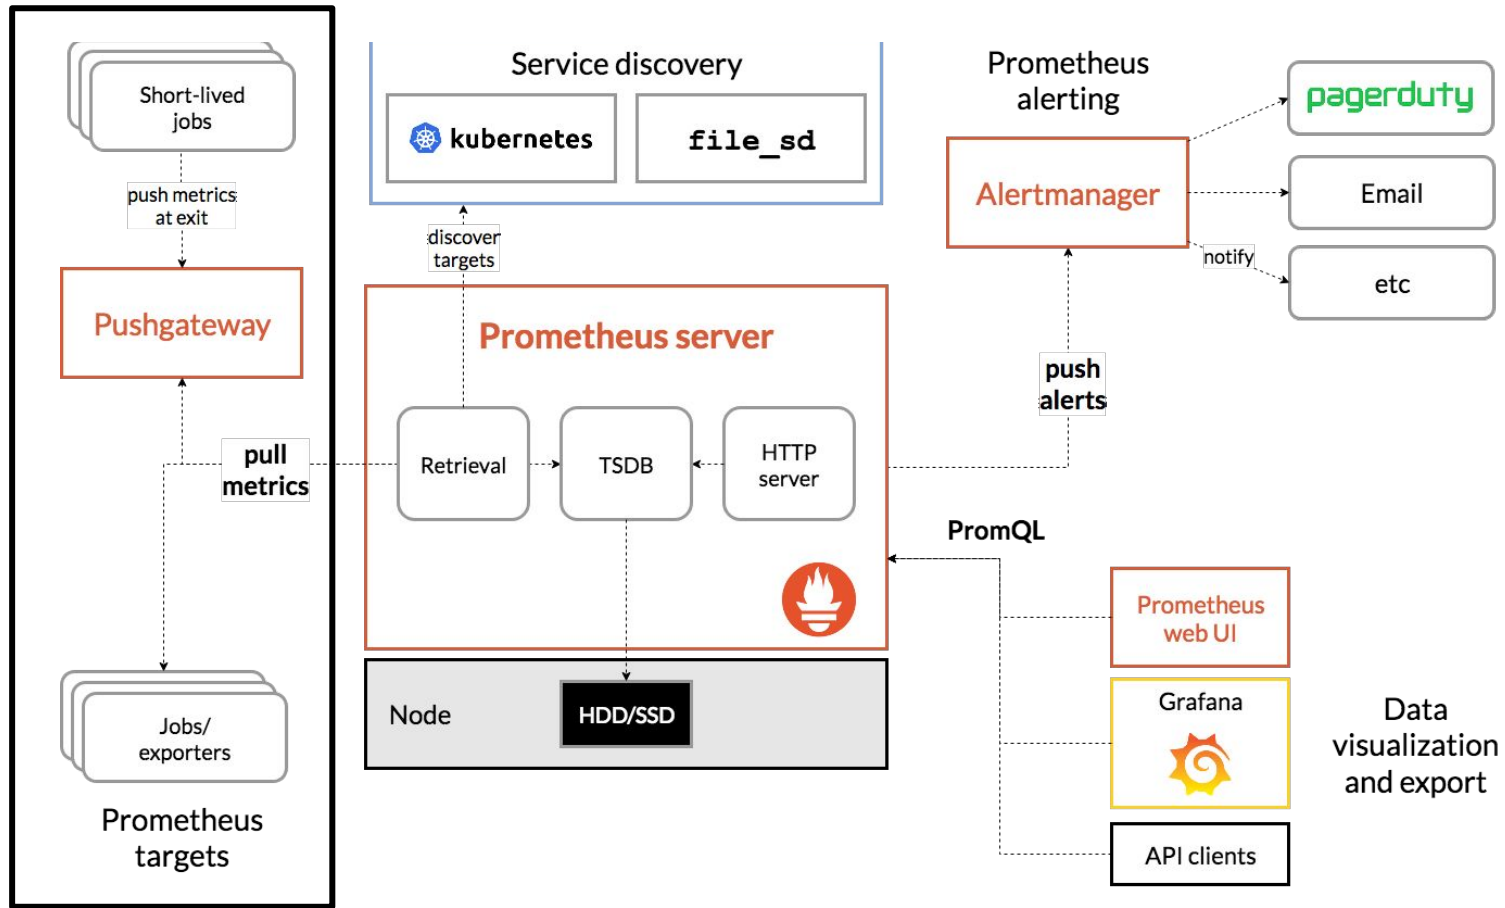 Short-lived
jobs
push metrics
at exit
Pushgateway
pull
metrics
Jobs/
exporters
Prometheus
targets
Service discovery
kubernetes
file_sd
discover
targets
Prometheus server
Retrieval
TSDB
HTTP
server
Node
HDD/SSD
Prometheus
alerting
Alertmanager
pagerduty
Email
notify
etc
push
alerts
PromQL
Prometheus
web UI
Grafana
API clients
Data
visualization
and export